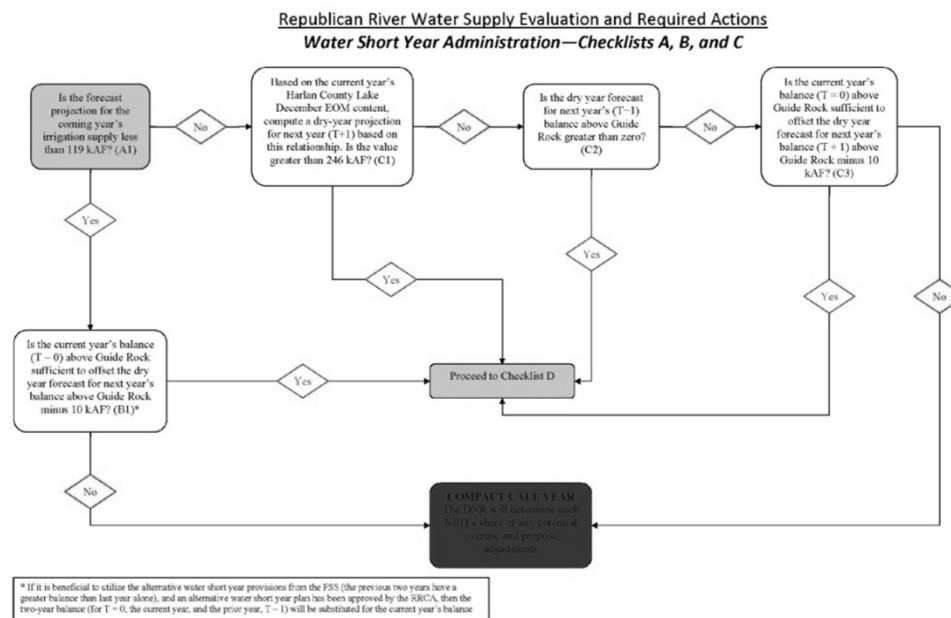 Republican River Water Supply Evaluation and Required Actions
Water Short Year Administration—Checklists A, B, and C
Is the forecast
projection for the
coming year's
irrigation supply less
than 119 kAF? (A1)
No
Based on the current year's
Harlan County Lake
December EOM content,
compute a dry-year projection
for next year (T+1) based on
this relationship. Is the value
greater than 246 kAF? (C1)
No
Is the dry year forecast
for next year's (T+1)
balance above Guide
Rock greater than
zero? (C2)
No
Is the current year's
balance (T = 0) above
Guide Rock sufficient to
offset the dry year
forecast for next year's
balance (T + 1) above
Guide Rock minus 10
kAF? (C3)
Yes
Yes
Yes
Yes
No
Is the current year's balance
(T = 0) above Guide Rock
sufficient to offset the dry
year forecast for next year's
balance above Guide Rock
minus 10 kAF? (B1)*
Yes
Proceed to Checklist D
No
COMPACT CALL YEAR
The DNR will determine each
NRD's share of any potential
overuse and propose
adjustments
* If it is beneficial to utilize the alternative water short year provisions from the FSS (the previous two years have a
greater balance than last year alone), and an alternative water short year plan has been approved by the RRCA, then the
two-year balance (for T = 0, the current year, and the prior year, T − 1) will be substituted for the current year's balance